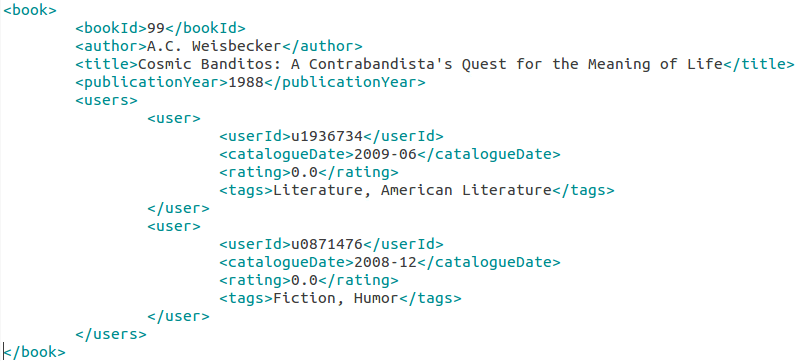 <book>
<bookId>99</bookId>
<author>A.C. Weisbecker</author>
<title>Cosmic Banditos: A Contrabandista's Quest for the Meaning of Life</title>
<publicationYear>1988</publicationYear>
<users>
<user>
<userId>u1936734</userId>
<catalogueDate>2009-06</catalogueDate>
<rating>0.0</rating>
<tags>Literature, American Literature</tags>
</user>
<user>
<userId>u0871476</userId>
<catalogueDate>2008-12</catalogueDate>
<rating>0.0</rating>
<tags>Fiction, Humor</tags>
</user>
</users>
</book>